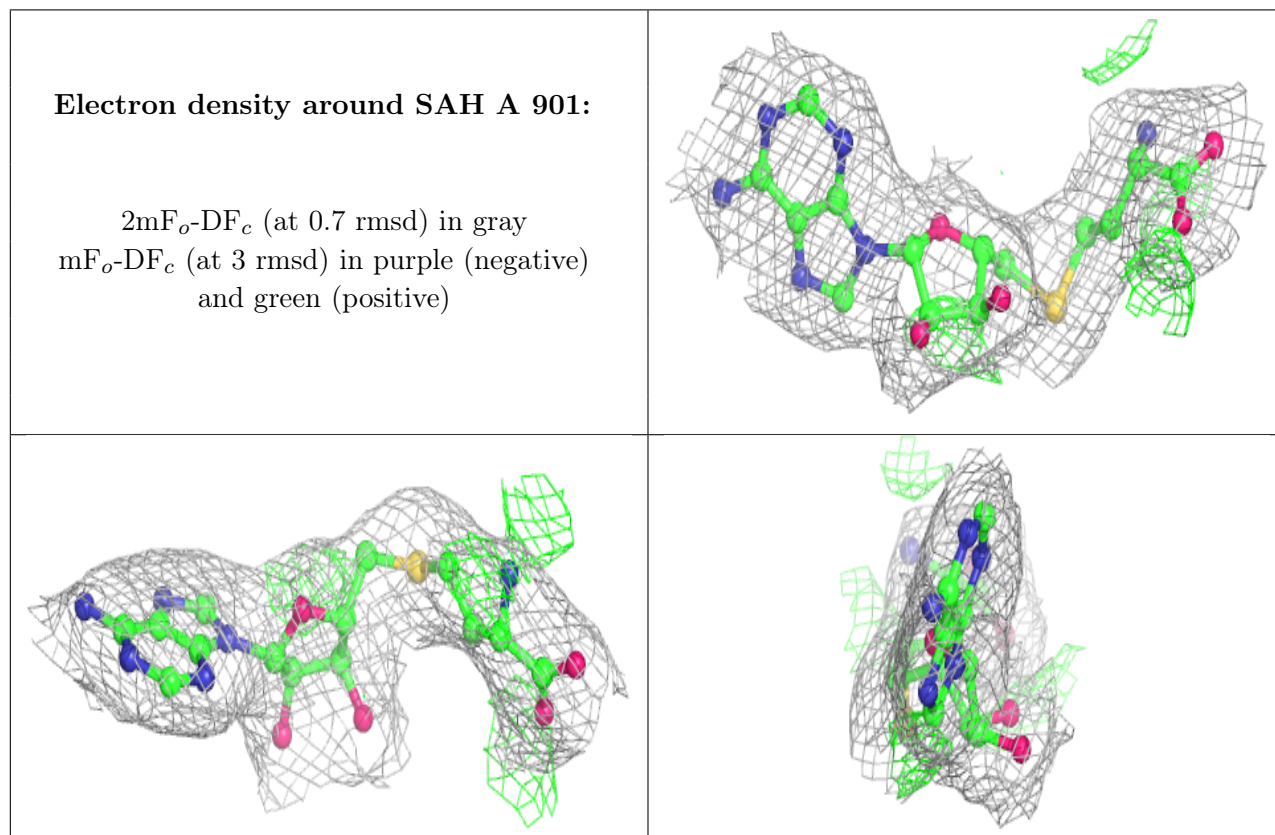 Electron density around SAH A 901:
2mFo-DFc (at 0.7 rmsd) in gray
mFo-DFc (at 3 rmsd) in purple (negative)
and green (positive)